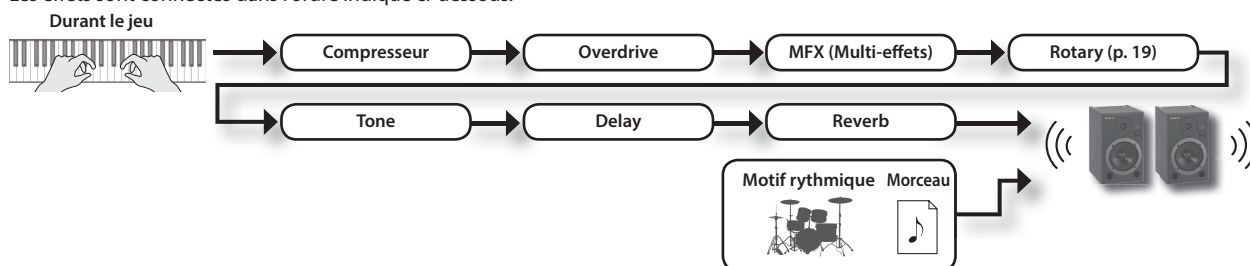 Les effets sont connectés dans l'ordre indiqué ci-dessous.
Durant le jeu
Compresseur
Overdrive
MFX (Multi-effets)
Rotary (p. 19)
Tone
Delay
Reverb
Motif rythmique
Morceau